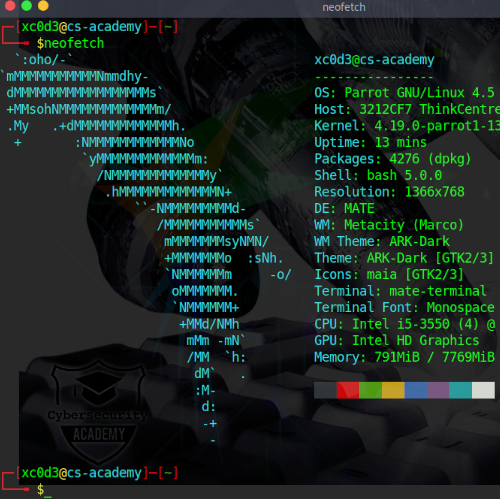 neofetch
┌─[xc0d3@cs-academy]─[~]
└──╼ $neofetch
`:oho/-`
`mMMMMMMMMMMMNmmdhy-
dMMMMMMMMMMMMMMMMMMs`
+MMsohNMMMMMMMMMMMMMm/
.My   .+dMMMMMMMMMMMMMh.
+       :NMMMMMMMMMMMMNo
`yMMMMMMMMMMMMMm:
/NMMMMMMMMMMMMMy`
.hMMMMMMMMMMMMMN+
``-NMMMMMMMMMd-
/MMMMMMMMMMMs`
mMMMMMMMsyNMN/
+MMMMMMMo  :sNh.
`NMMMMMMm     -o/
oMMMMMMM.
`NMMMMMM+
+MMd/NMh
mMm -mN`
/MM  `h:
dM`   .
:M-
d:
-+
-
xc0d3@cs-academy
----------------
OS: Parrot GNU/Linux 4.5
Host: 3212CF7 ThinkCentre
Kernel: 4.19.0-parrot1-13
Uptime: 13 mins
Packages: 4276 (dpkg)
Shell: bash 5.0.0
Resolution: 1366x768
DE: MATE
WM: Metacity (Marco)
WM Theme: ARK-Dark
Theme: ARK-Dark [GTK2/3]
Icons: maia [GTK2/3]
Terminal: mate-terminal
Terminal Font: Monospace
CPU: Intel i5-3550 (4) @
GPU: Intel HD Graphics
Memory: 791MiB / 7769MiB
CyberSecurity
ACADEMY
┌─[xc0d3@cs-academy]─[~]
└──╼ $_